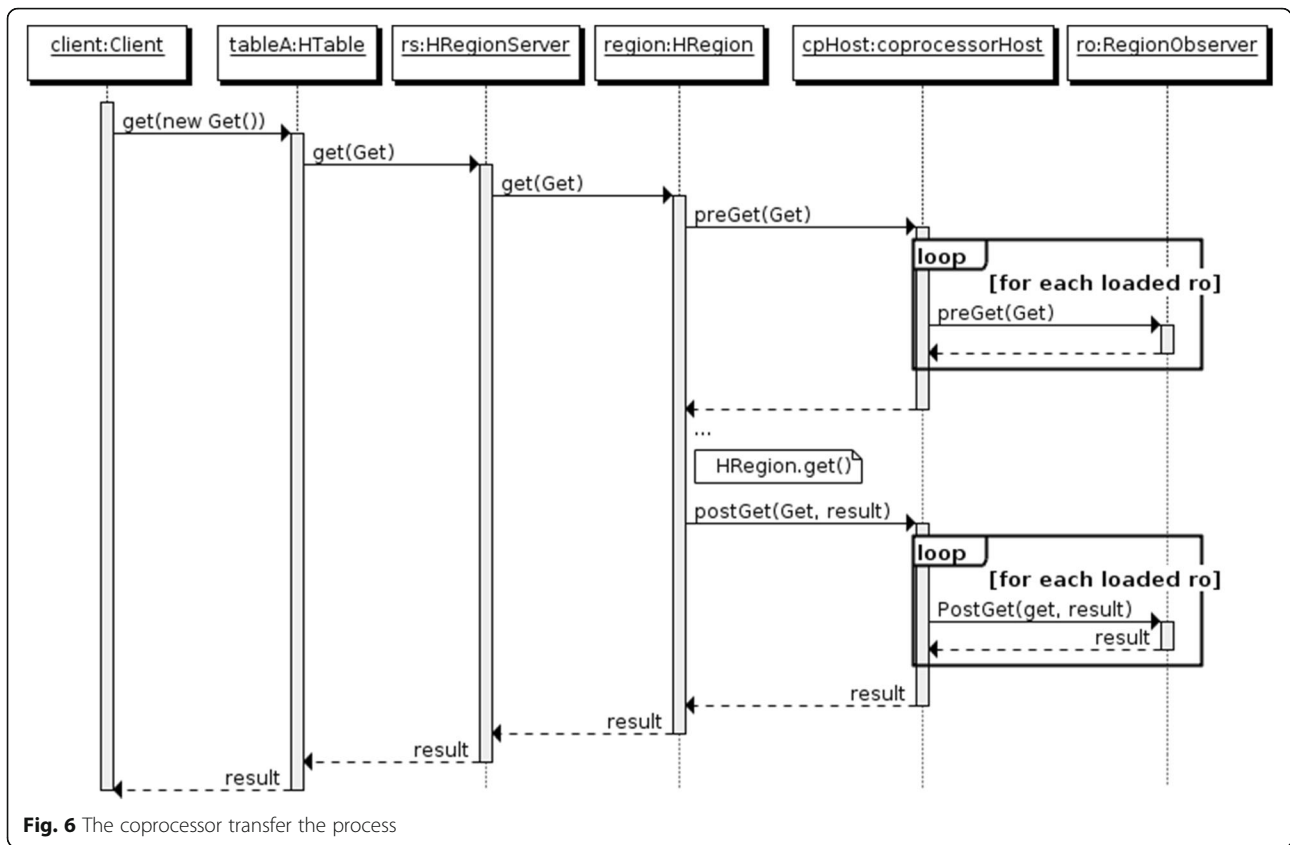 client:Client
tableA:HTable
rs:HRegionServer
region:HRegion
cpHost:coprocessorHost
ro:RegionObserver
get(new Get())
get(Get)
get(Get)
preGet(Get)
loop
[for each loaded ro]
preGet(Get)
...
HRegion.get()
postGet(Get, result)
loop
[for each loaded ro]
PostGet(get, result)
result
result
result
result
result
Fig. 6 The coprocessor transfer the process